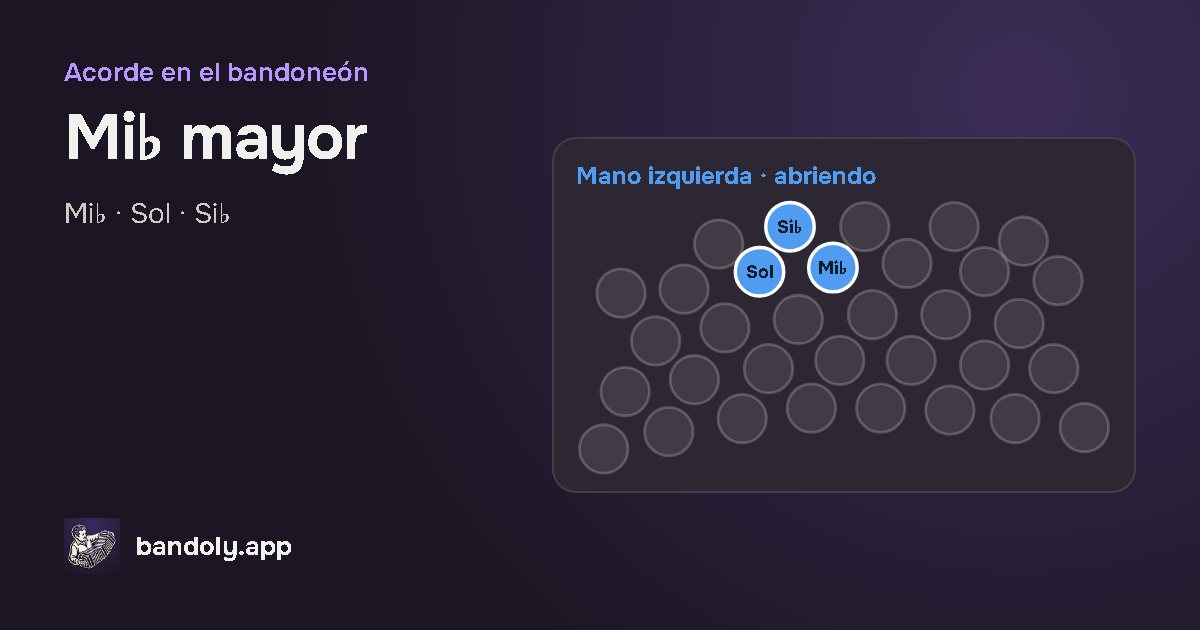 Acorde en el bandoneón
Mi♭ mayor
Mi♭ · Sol · Si♭
Mano izquierda · abriendo
Si♭
Sol
Mi♭
bandoly.app